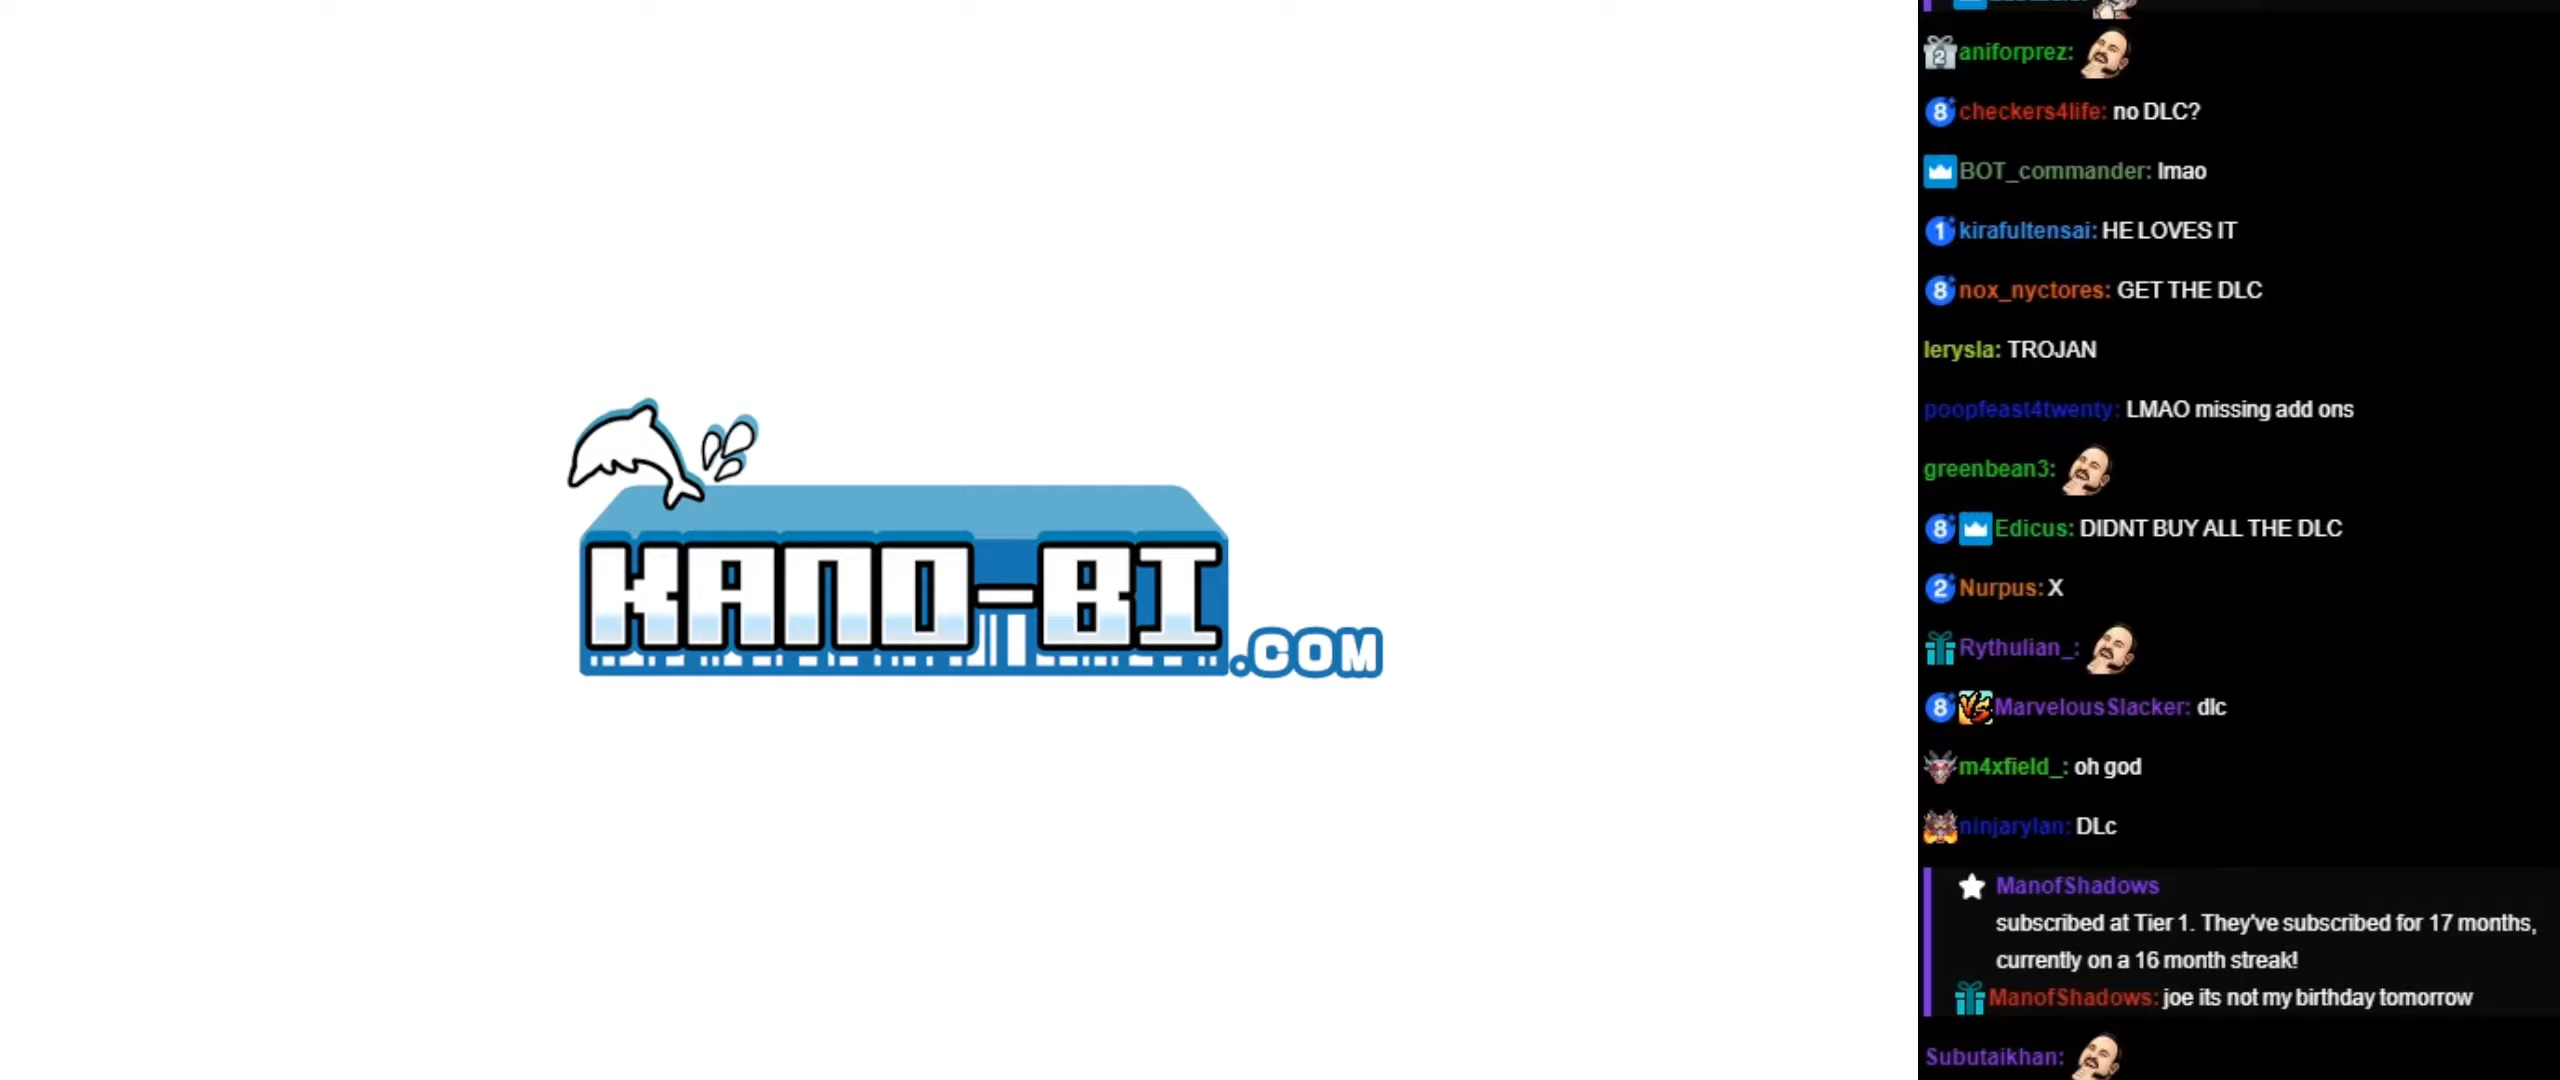 aniforprez:
checkers4life: no DLC?
BOT_commander: lmao
kirafultensai: HE LOVES IT
nox_nyctores: GET THE DLC
lerysla: TROJAN
poopfeast4twenty: LMAO missing add ons
greenbean3:
Edicus: DIDNT BUY ALL THE DLC
Nurpus: X
Rythulian_:
MarvelousSlacker: dlc
m4xfield_: oh god
ninjarylan: DLc
ManofShadows
subscribed at Tier 1. They've subscribed for 17 months,
currently on a 16 month streak!
ManofShadows: joe its not my birthday tomorrow
Subutaikhan:
KANO-BI.COM